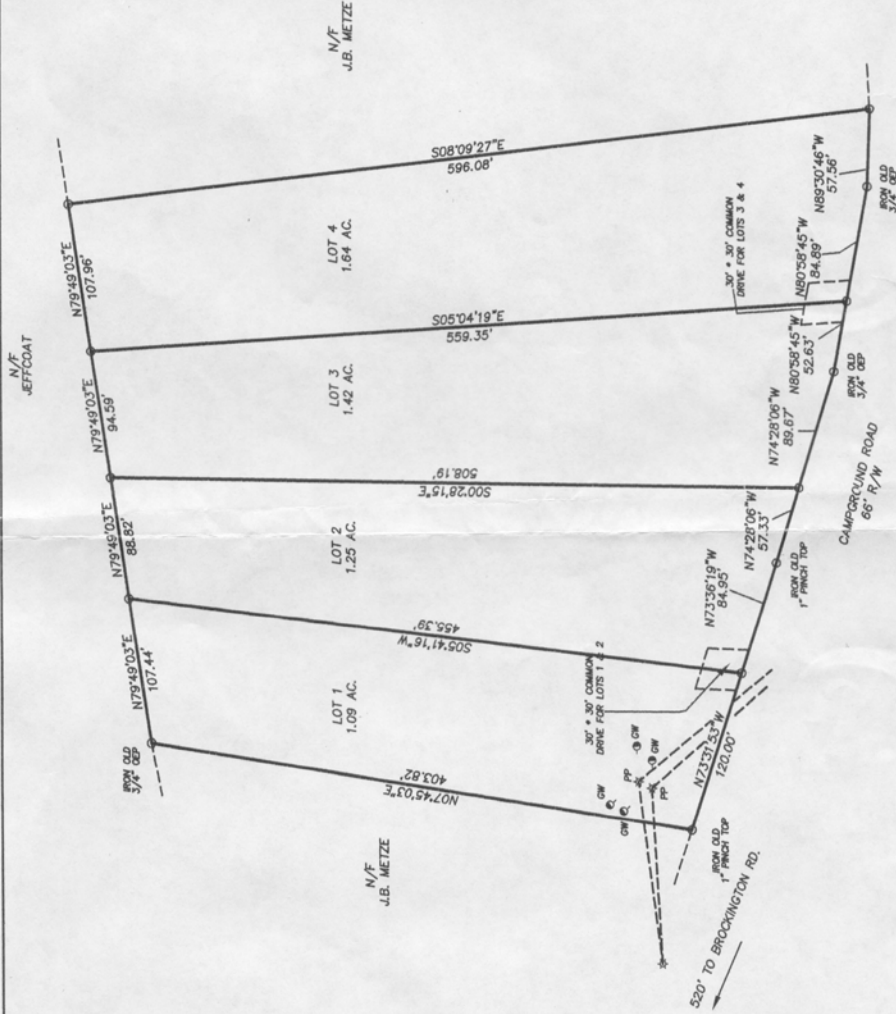 N/F
JEFFCOAT
N/F
J.B. METZE
N79°49'03"E
107.96'
N79°49'03"E
94.59'
N79°49'03"E
88.82'
N79°49'03"E
107.44'
IRON OLD
3/4" OEP
S08°09'27"E
596.08'
LOT 4
1.64 AC.
S05°04'19"E
559.35'
LOT 3
1.42 AC.
S00°28'15"E
508.19'
LOT 2
1.25 AC.
S05°41'16"W
455.39'
LOT 1
1.09 AC.
N07°45'03"E
403.82'
N/F
J.B. METZE
30' * 30' COMMON
DRIVE FOR LOTS 3 & 4
N89°30'46"W
57.56'
IRON OLD
3/4" OEP
N80°58'45"W
84.89'
N80°58'45"W
52.63'
IRON OLD
3/4" OEP
N74°28'06"W
89.67'
N74°28'06"W
57.33'
IRON OLD
1" PINCH TOP
N73°36'19"W
84.95'
30' * 30' COMMON
DRIVE FOR LOTS 1 & 2
N73°31'53"W
120.00'
GW
GW
GW
GW
PP
PP
IRON OLD
1" PINCH TOP
CAMPGROUND ROAD
66' R/W
520' TO BROCKINGTON RD.